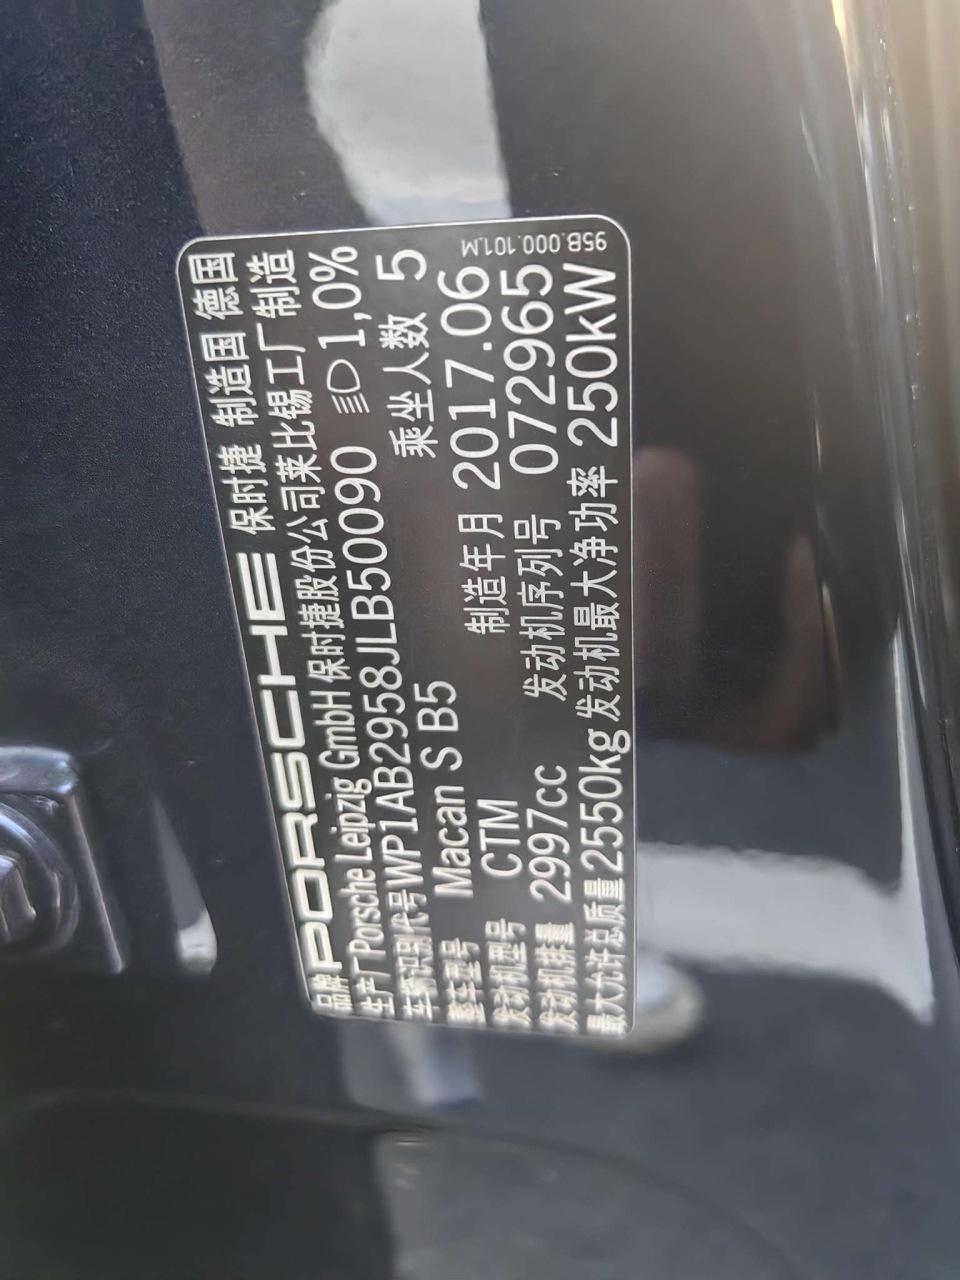 品牌 PORSCHE 保时捷 制造国 德国
生产厂 Porsche Leipzig GmbH 保时捷股份公司莱比锡工厂制造
车辆识别代号 WP1AB2958JLB50090 1,0%
整车型号 Macan S B5 乘坐人数 5
发动机型号 CTM 制造年月 2017.06
发动机排量 2997cc 发动机序列号 072965
最大允许总质量 2550kg 发动机最大净功率 250kW
95B.000.101.M